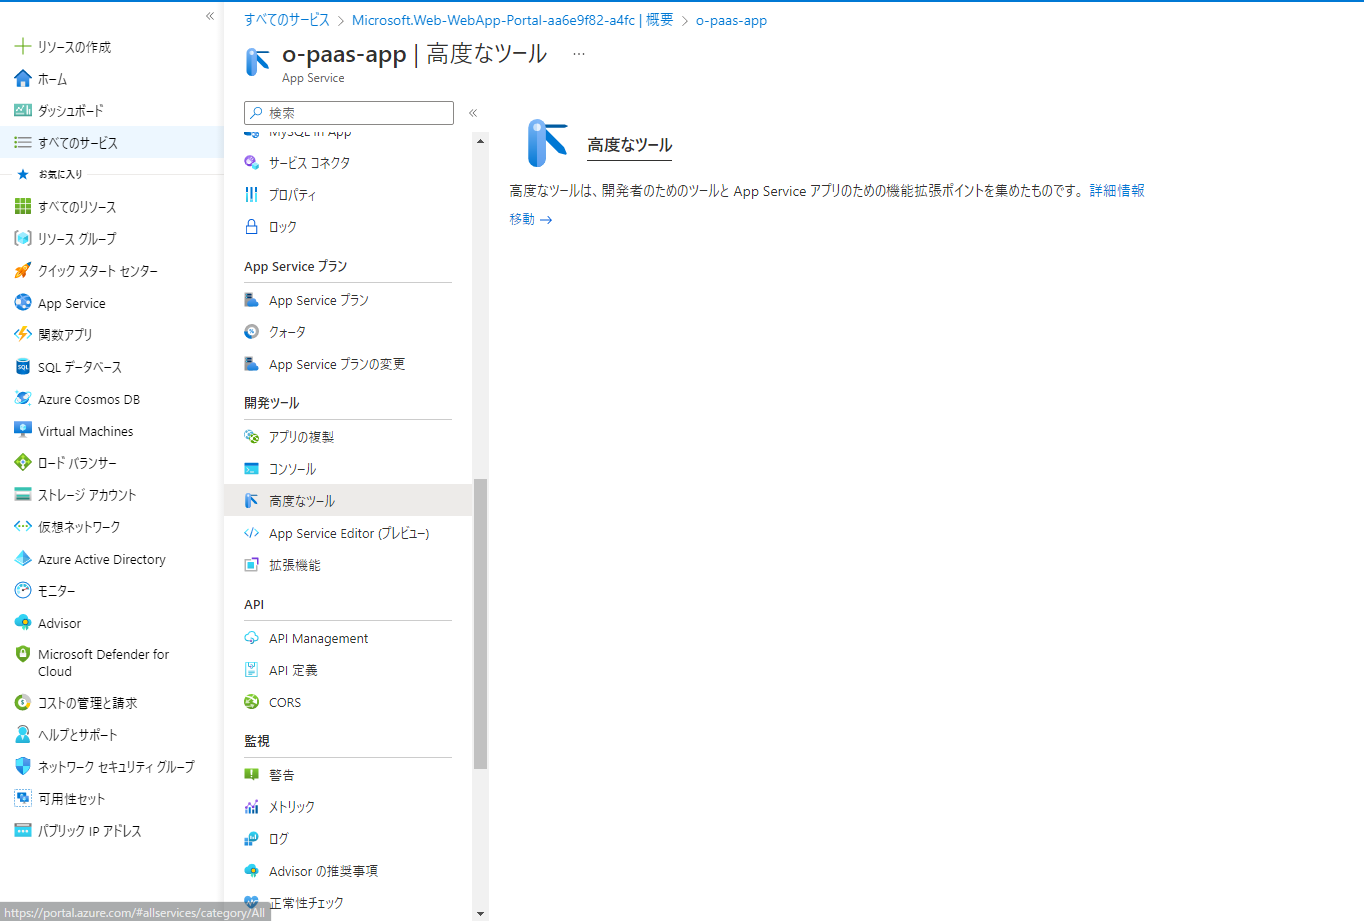 すべてのサービス > Microsoft.Web-WebApp-Portal-aa6e9f82-a4fc | 概要 > o-paas-app
o-paas-app | 高度なツール …
App Service
«
リソースの作成
ホーム
ダッシュボード
すべてのサービス
お気に入り
すべてのリソース
リソース グループ
クイック スタート センター
App Service
関数アプリ
SQL データベース
Azure Cosmos DB
Virtual Machines
ロード バランサー
ストレージ アカウント
仮想ネットワーク
Azure Active Directory
モニター
Advisor
Microsoft Defender for
Cloud
コストの管理と請求
ヘルプとサポート
ネットワーク セキュリティ グループ
可用性セット
パブリック IP アドレス
https://portal.azure.com/#allservices/category/All
検索 «
MySQL In App
サービス コネクタ
プロパティ
ロック
App Service プラン
App Service プラン
クォータ
App Service プランの変更
開発ツール
アプリの複製
コンソール
高度なツール
App Service Editor (プレビュー)
拡張機能
API
API Management
API 定義
CORS
監視
警告
メトリック
ログ
Advisor の推奨事項
正常性チェック
高度なツール
高度なツールは、開発者のためのツールと App Service アプリのための機能拡張ポイントを集めたものです。 詳細情報
移動 →